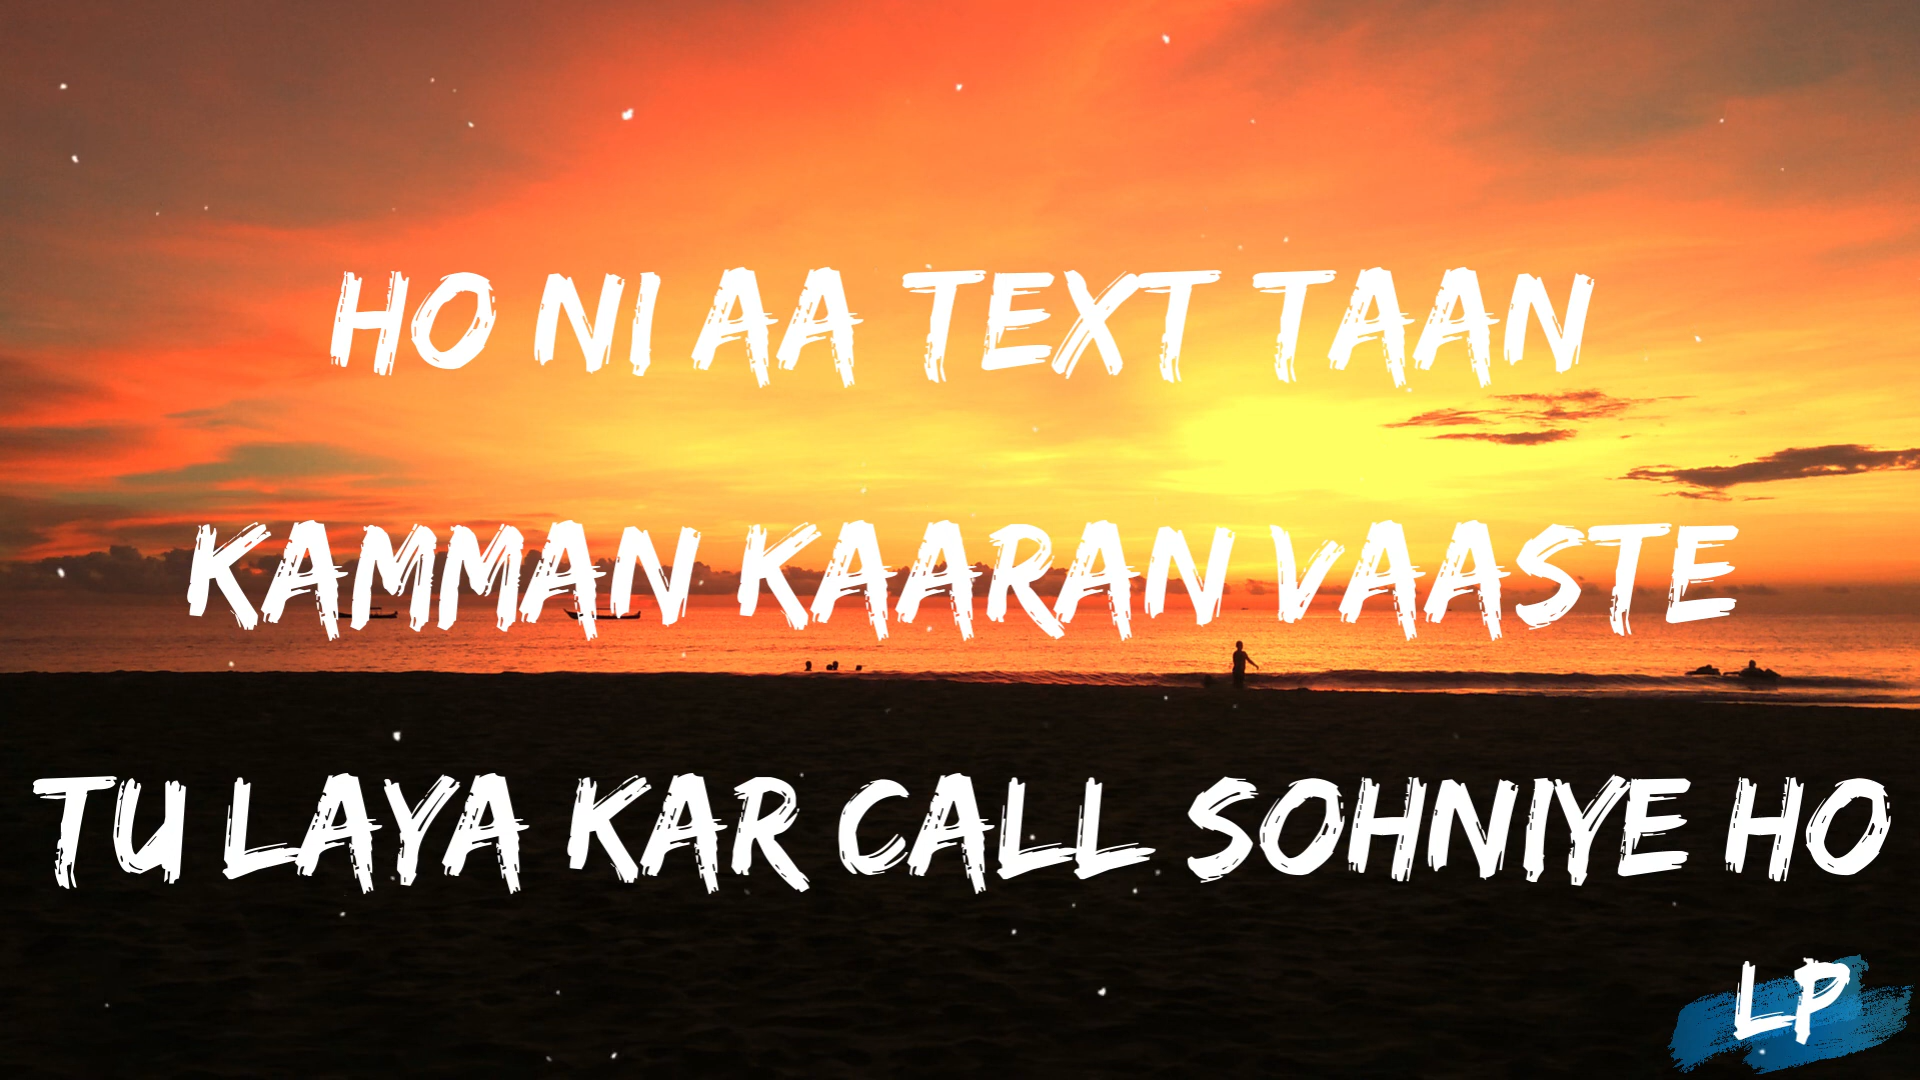 HO NI AA TEXT TAAN
KAMMAN KAARAN VAASTE
TU LAYA KAR CALL SOHNIYE HO
LP